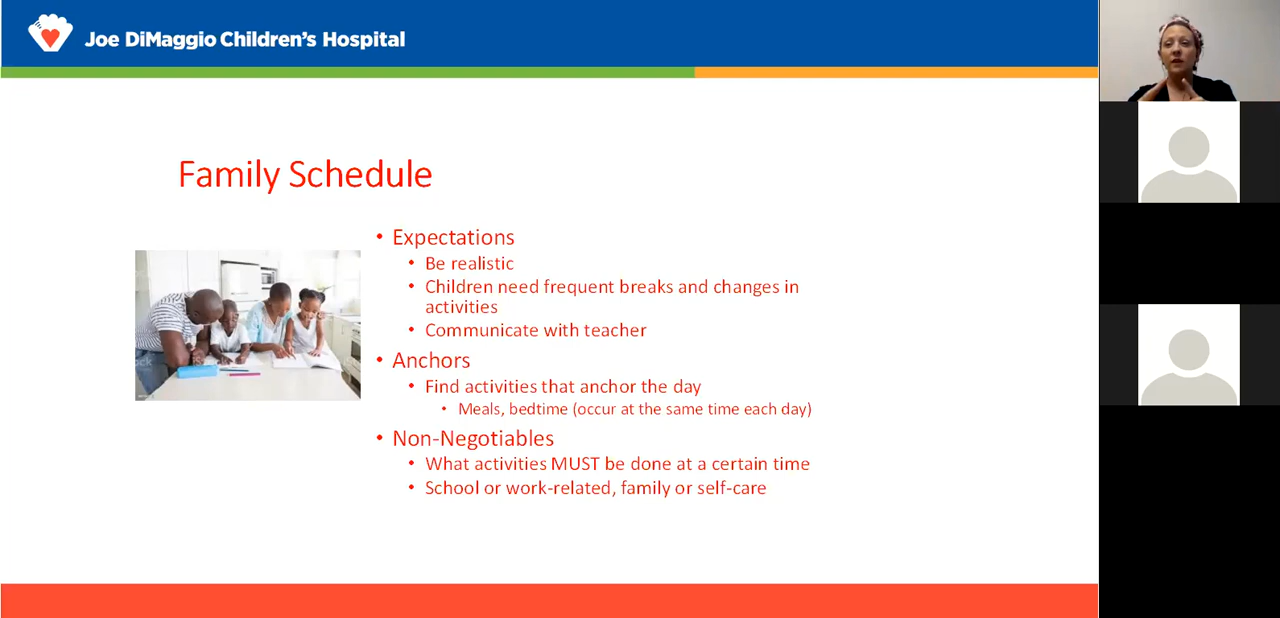 Joe DiMaggio Children's Hospital
Family Schedule
• Expectations
• Be realistic
• Children need frequent breaks and changes in
activities
• Communicate with teacher
• Anchors
• Find activities that anchor the day
• Meals, bedtime (occur at the same time each day)
• Non-Negotiables
• What activities MUST be done at a certain time
• School or work-related, family or self-care